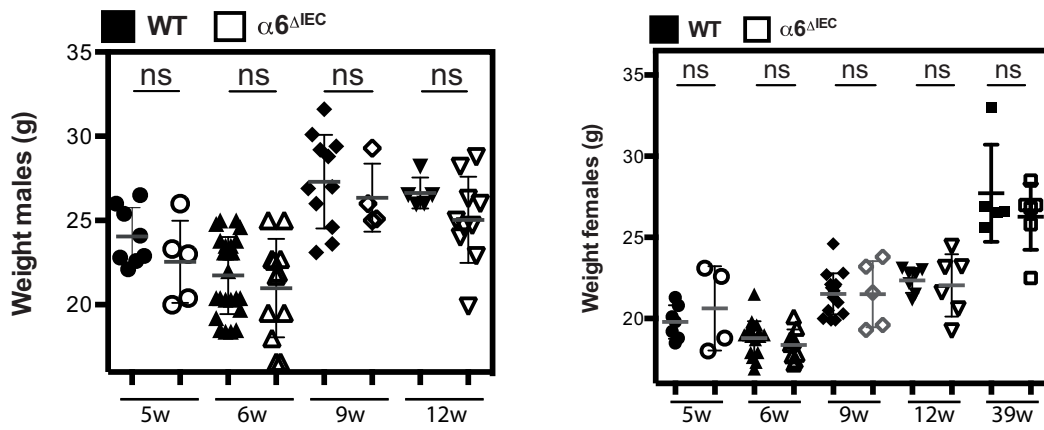 WT α6ΔIEC
Weight males (g)
35
30
25
20
ns ns ns ns
5w 6w 9w 12w
WT α6ΔIEC
Weight females (g)
35
30
25
20
ns ns ns ns ns
5w 6w 9w 12w 39w